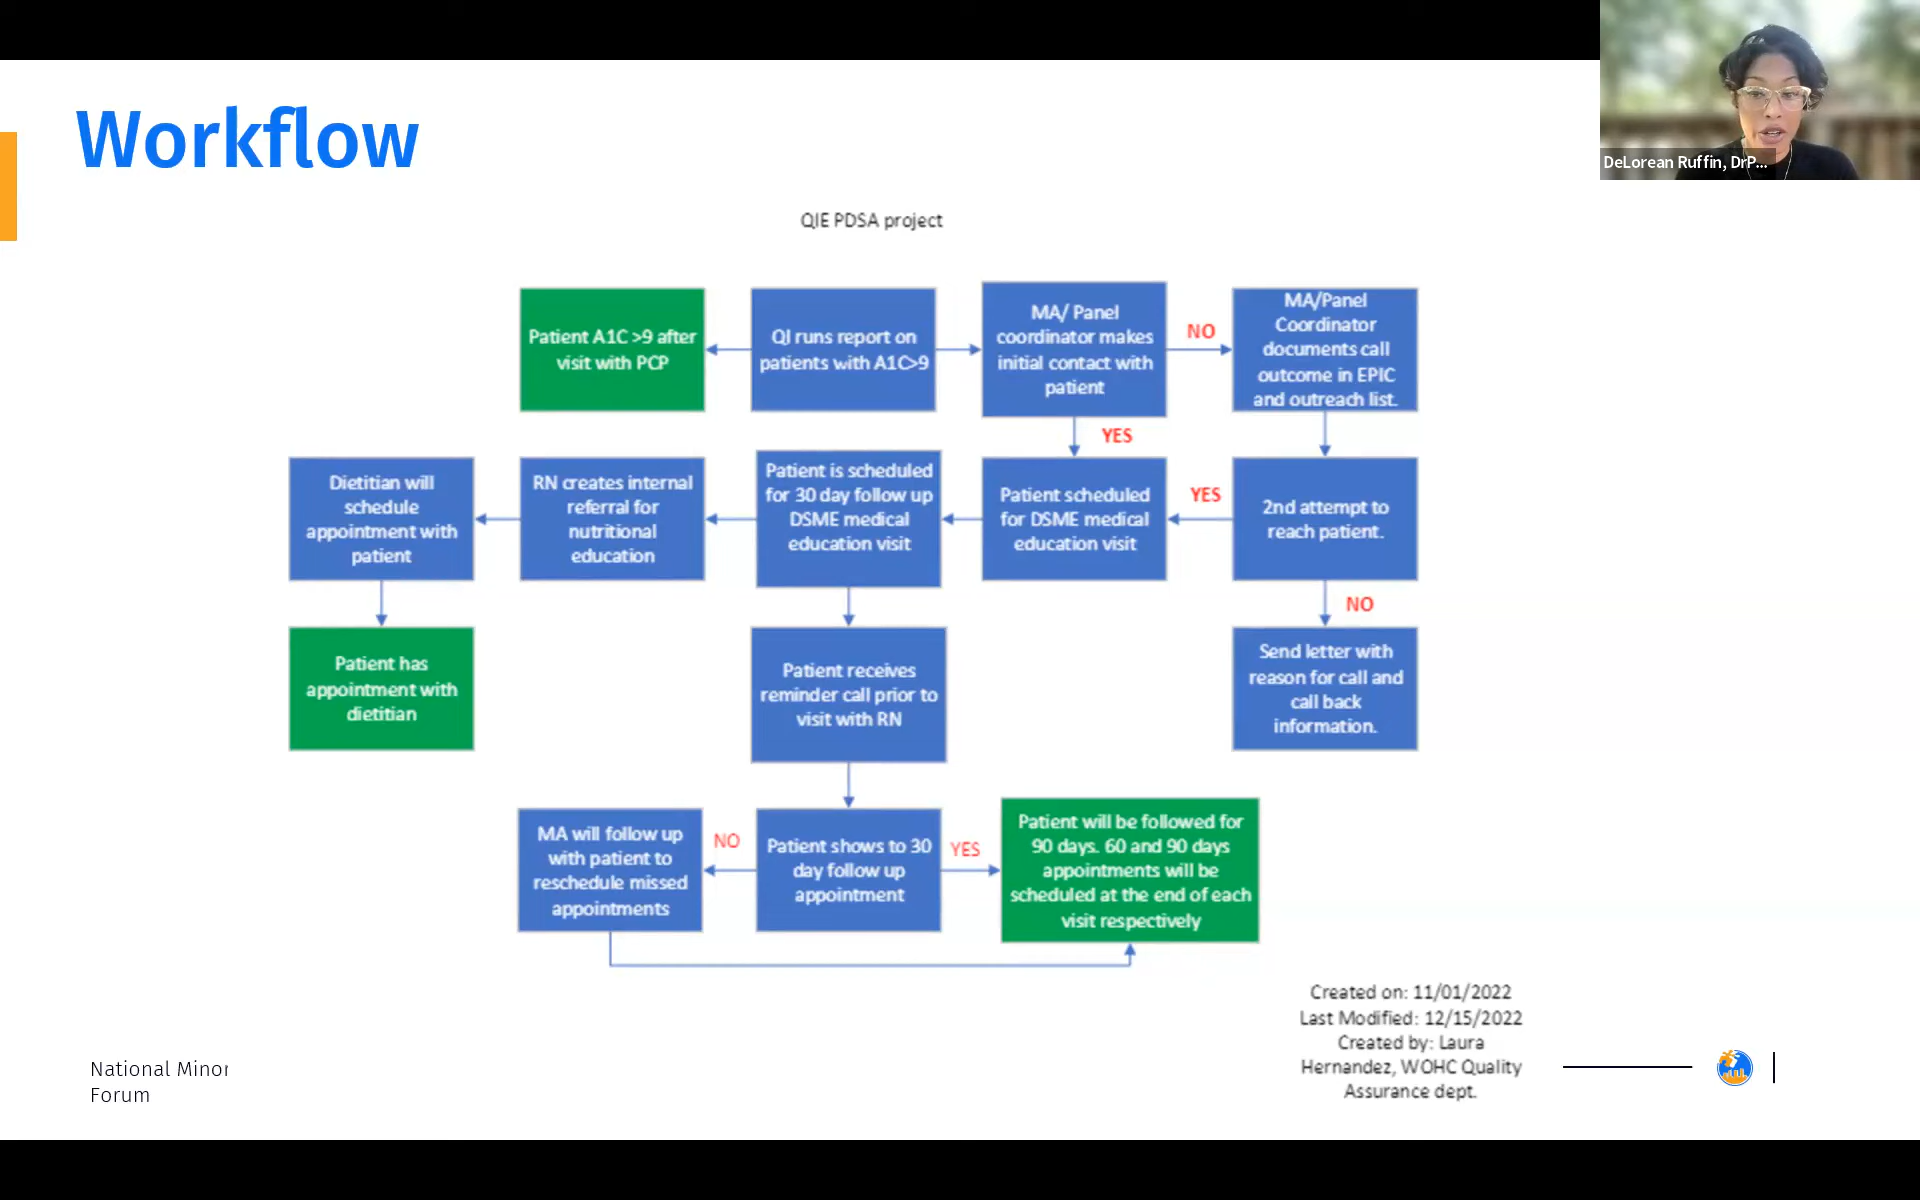 Workflow
DeLorean Ruffin, DrP...
QIE PDSA project
Patient A1C >9 after
visit with PCP
QI runs report on
patients with A1C>9
MA/ Panel
coordinator makes
initial contact with
patient
NO
MA/Panel
Coordinator
documents call
outcome in EPIC
and outreach list.
YES
Dietitian will
schedule
appointment with
patient
RN creates internal
referral for
nutritional
education
Patient is scheduled
for 30 day follow up
DSME medical
education visit
Patient scheduled
for DSME medical
education visit
YES
2nd attempt to
reach patient.
NO
Patient has
appointment with
dietitian
Patient receives
reminder call prior to
visit with RN
Send letter with
reason for call and
call back
information.
MA will follow up
with patient to
reschedule missed
appointments
NO
Patient shows to 30
day follow up
appointment
YES
Patient will be followed for
90 days. 60 and 90 days
appointments will be
scheduled at the end of each
visit respectively
Created on: 11/01/2022
Last Modified: 12/15/2022
Created by: Laura
Hernandez, WOHC Quality
Assurance dept.
National Minor
Forum